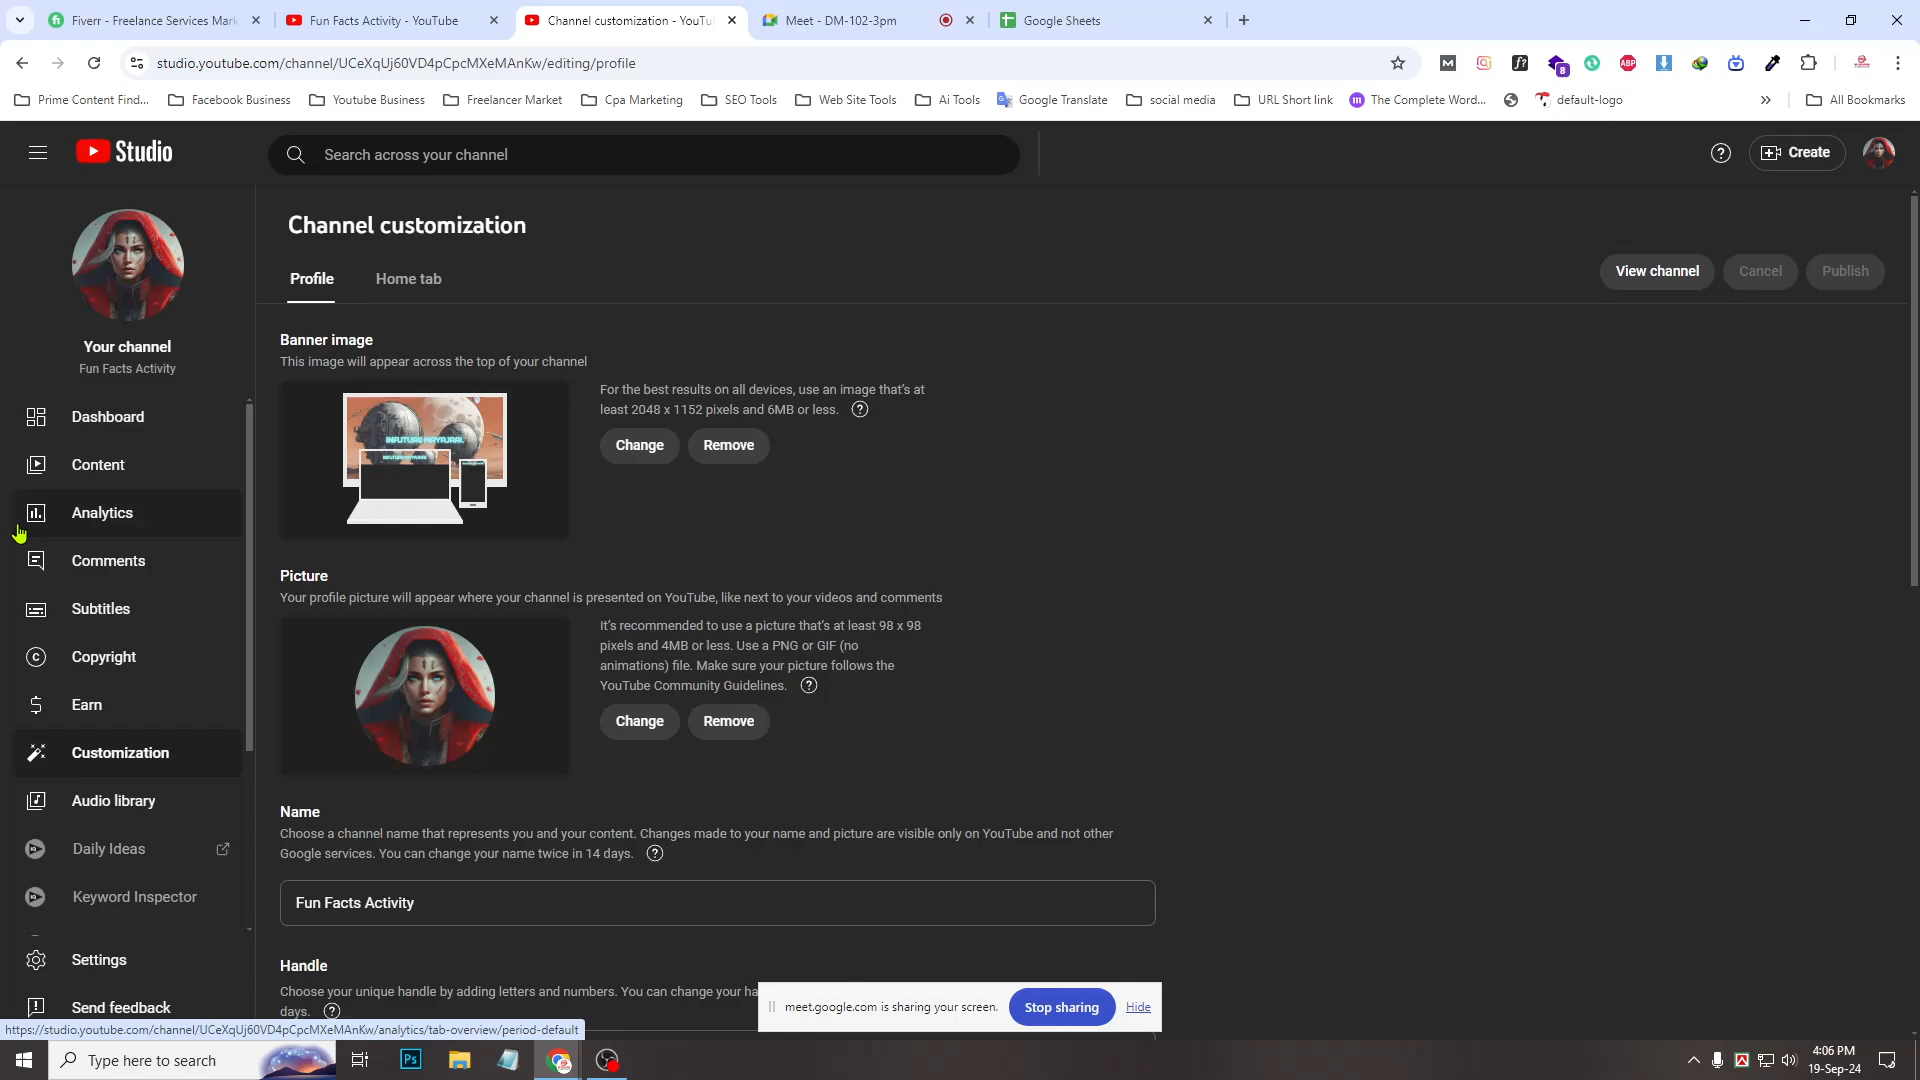 Fiverr - Freelance Services Mark
Fun Facts Activity - YouTube
Channel customization - YouTu
Meet - DM-102-3pm
Google Sheets
studio.youtube.com/channel/UCeXqUj60VD4pCpcMXeMAnKw/editing/profile
Prime Content Find...
Facebook Business
Youtube Business
Freelancer Market
Cpa Marketing
SEO Tools
Web Site Tools
Ai Tools
Google Translate
social media
URL Short link
The Complete Word...
default-logo
All Bookmarks
Studio
Search across your channel
Create
Your channel
Fun Facts Activity
Dashboard
Content
Analytics
Comments
Subtitles
Copyright
Earn
Customization
Audio library
Daily Ideas
Keyword Inspector
Settings
Send feedback
Channel customization
Profile
Home tab
View channel
Cancel
Publish
Banner image
This image will appear across the top of your channel
INFUTURE MAYAJAAL
For the best results on all devices, use an image that's at
least 2048 x 1152 pixels and 6MB or less.
Change
Remove
Picture
Your profile picture will appear where your channel is presented on YouTube, like next to your videos and comments
It's recommended to use a picture that's at least 98 x 98
pixels and 4MB or less. Use a PNG or GIF (no
animations) file. Make sure your picture follows the
YouTube Community Guidelines.
Change
Remove
Name
Choose a channel name that represents you and your content. Changes made to your name and picture are visible only on YouTube and not other
Google services. You can change your name twice in 14 days.
Fun Facts Activity
Handle
Choose your unique handle by adding letters and numbers. You can change your ha
days.
meet.google.com is sharing your screen.
Stop sharing
Hide
https://studio.youtube.com/channel/UCeXqUj60VD4pCpcMXeMAnKw/analytics/tab-overview/period-default
Type here to search
Ps
4:06 PM
19-Sep-24